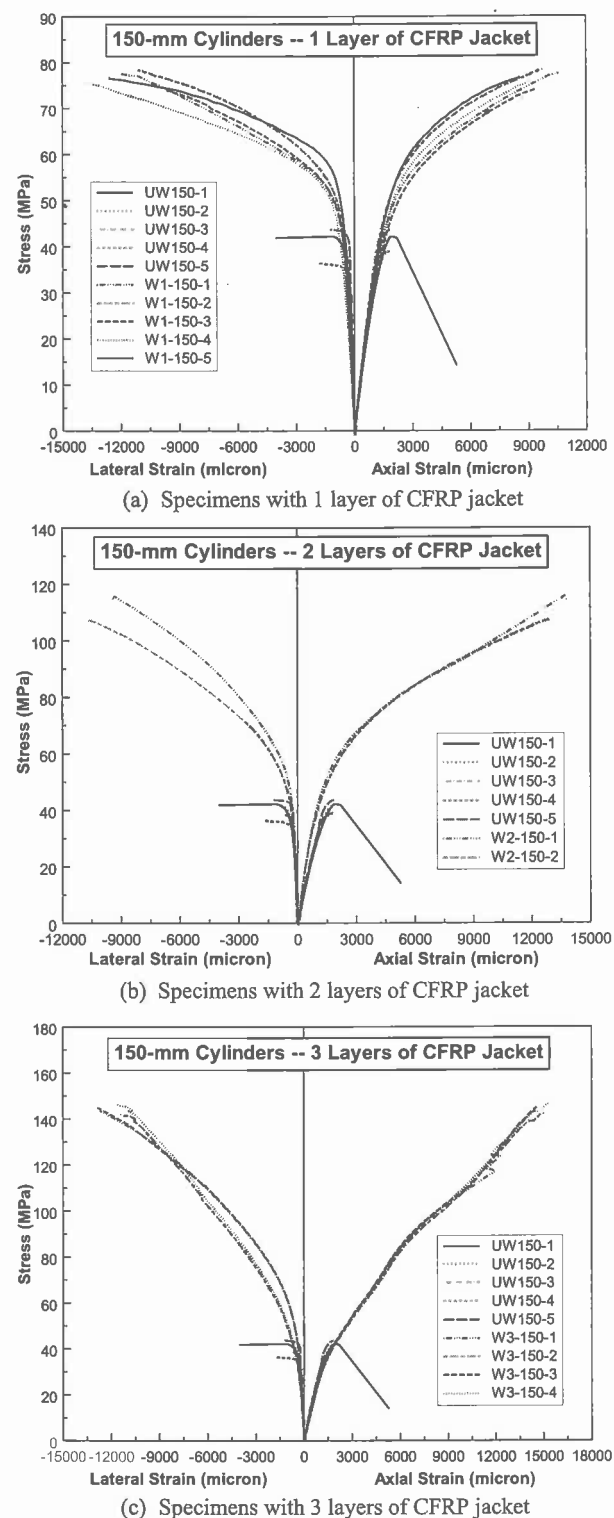 150-mm Cylinders -- 1 Layer of CFRP Jacket
90
80
70
60
50
40
30
20
10
0
Stress (MPa)
UW150-1
UW150-2
UW150-3
UW150-4
UW150-5
W1-150-1
W1-150-2
W1-150-3
W1-150-4
W1-150-5
-15000 -12000 -9000 -6000 -3000 0 3000 6000 9000 12000
Lateral Strain (micron) Axial Strain (micron)
(a) Specimens with 1 layer of CFRP jacket
150-mm Cylinders -- 2 Layers of CFRP Jacket
140
120
100
80
60
40
20
0
Stress (MPa)
UW150-1
UW150-2
UW150-3
UW150-4
UW150-5
W2-150-1
W2-150-2
-12000 -9000 -6000 -3000 0 3000 6000 9000 12000 15000
Lateral Strain (micron) Axial Strain (micron)
(b) Specimens with 2 layers of CFRP jacket
150-mm Cylinders -- 3 Layers of CFRP Jacket
180
160
140
120
100
80
60
40
20
0
Stress (MPa)
UW150-1
UW150-2
UW150-3
UW150-4
UW150-5
W3-150-1
W3-150-2
W3-150-3
W3-150-4
-15000 -12000 -9000 -6000 -3000 0 3000 6000 9000 12000 15000 18000
Lateral Strain (micron) Axial Strain (micron)
(c) Specimens with 3 layers of CFRP jacket